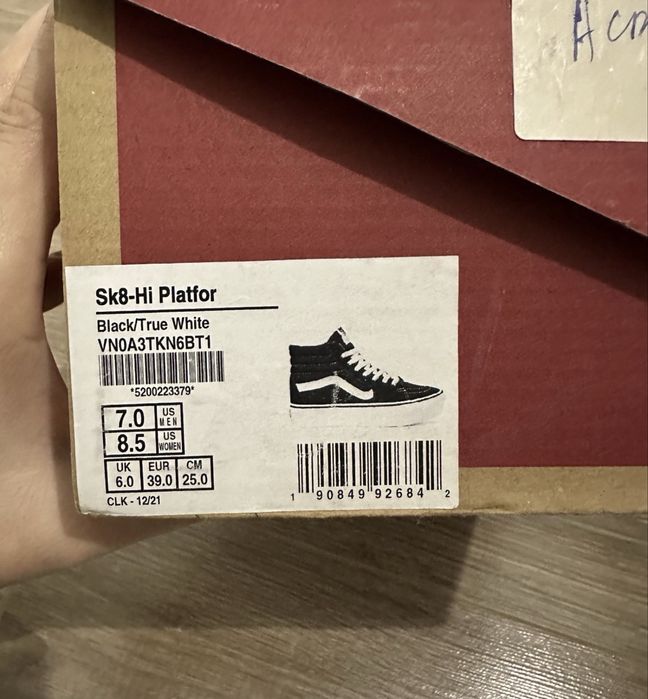 Sk8-Hi Platfor
Black/True White
VN0A3TKN6BT1
*5200223379*
7.0 US MEN
8.5 US WOMEN
UK EUR CM
6.0 39.0 25.0
CLK - 12/21
1 90849 92684 2